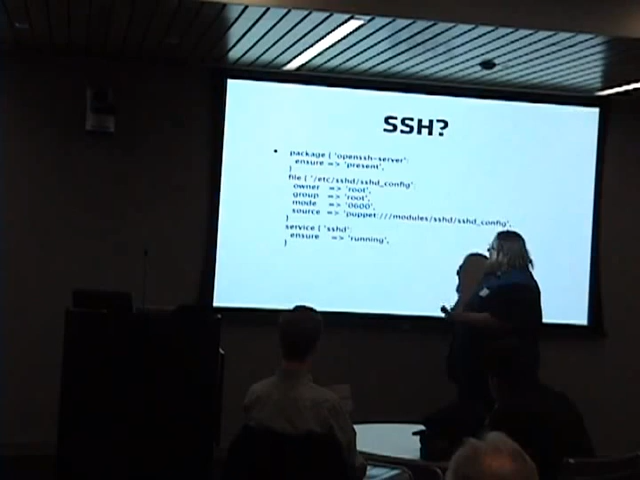 SSH?
• package { 'openssh-server':
ensure => 'present',
}
file { '/etc/sshd/sshd_config':
owner => 'root',
group => 'root',
mode => '0600',
source => 'puppet:///modules/sshd/sshd_config',
}
service { 'sshd':
ensure => 'running',
}